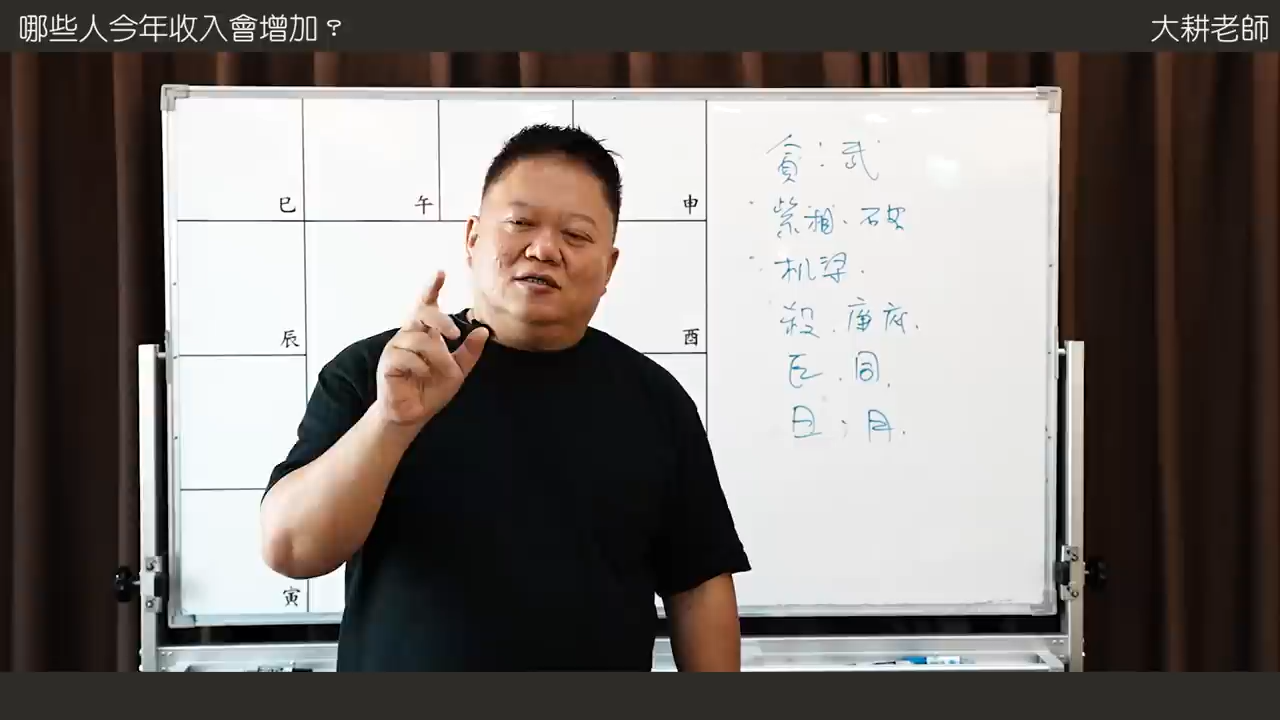 哪些人今年收入會增加？
大耕老師
巳
午
申
辰
酉
寅
貪：武
紫相．破
机梁．
殺．廉府．
巨．同．
日；月．